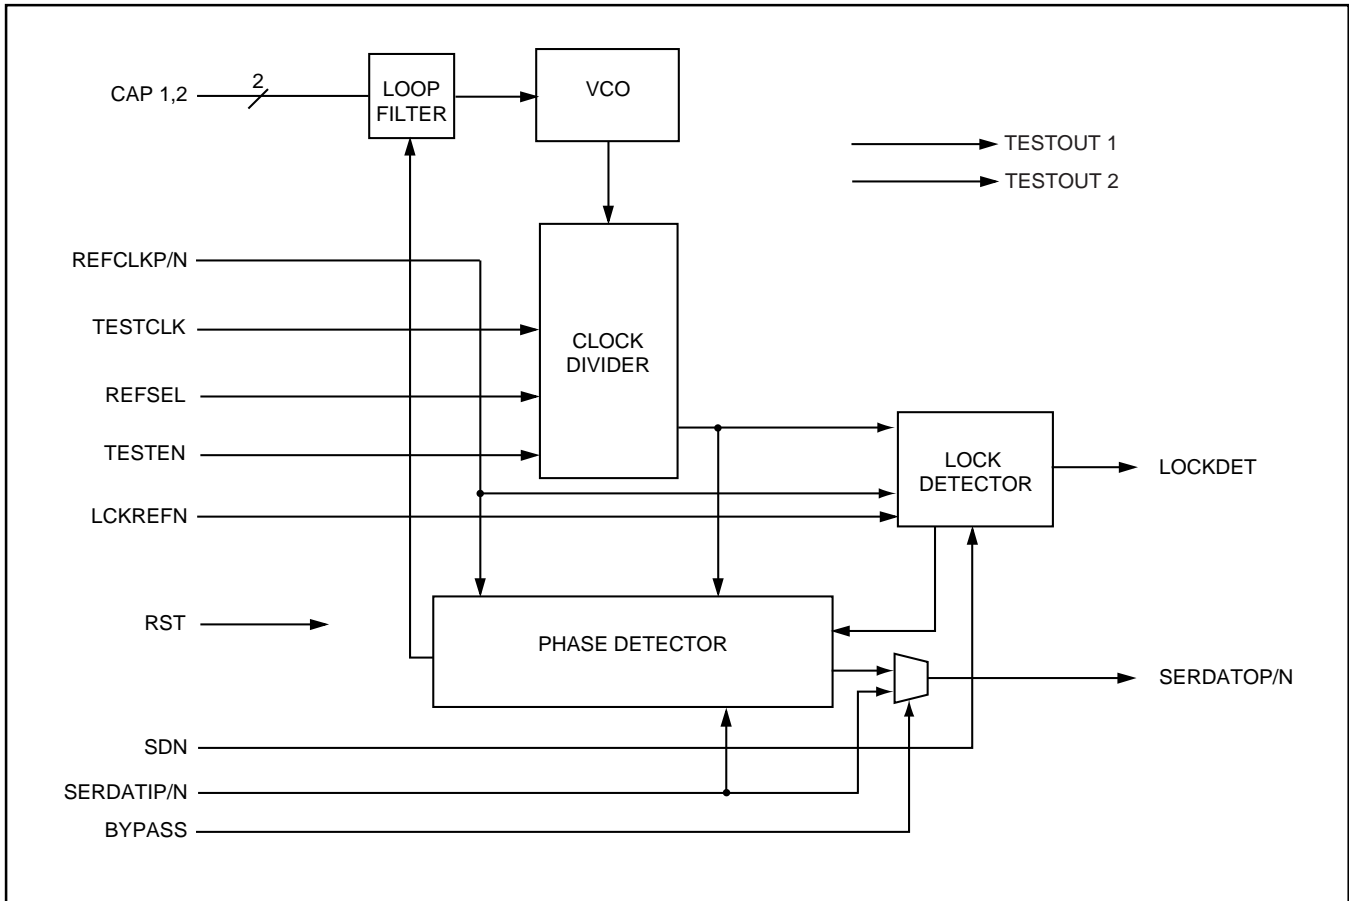 CAP 1,2
2
LOOP
FILTER
VCO
TESTOUT 1
TESTOUT 2
REFCLKP/N
TESTCLK
REFSEL
TESTEN
LCKREFN
CLOCK
DIVIDER
LOCK
DETECTOR
LOCKDET
RST
PHASE DETECTOR
SERDATOP/N
SDN
SERDATIP/N
BYPASS